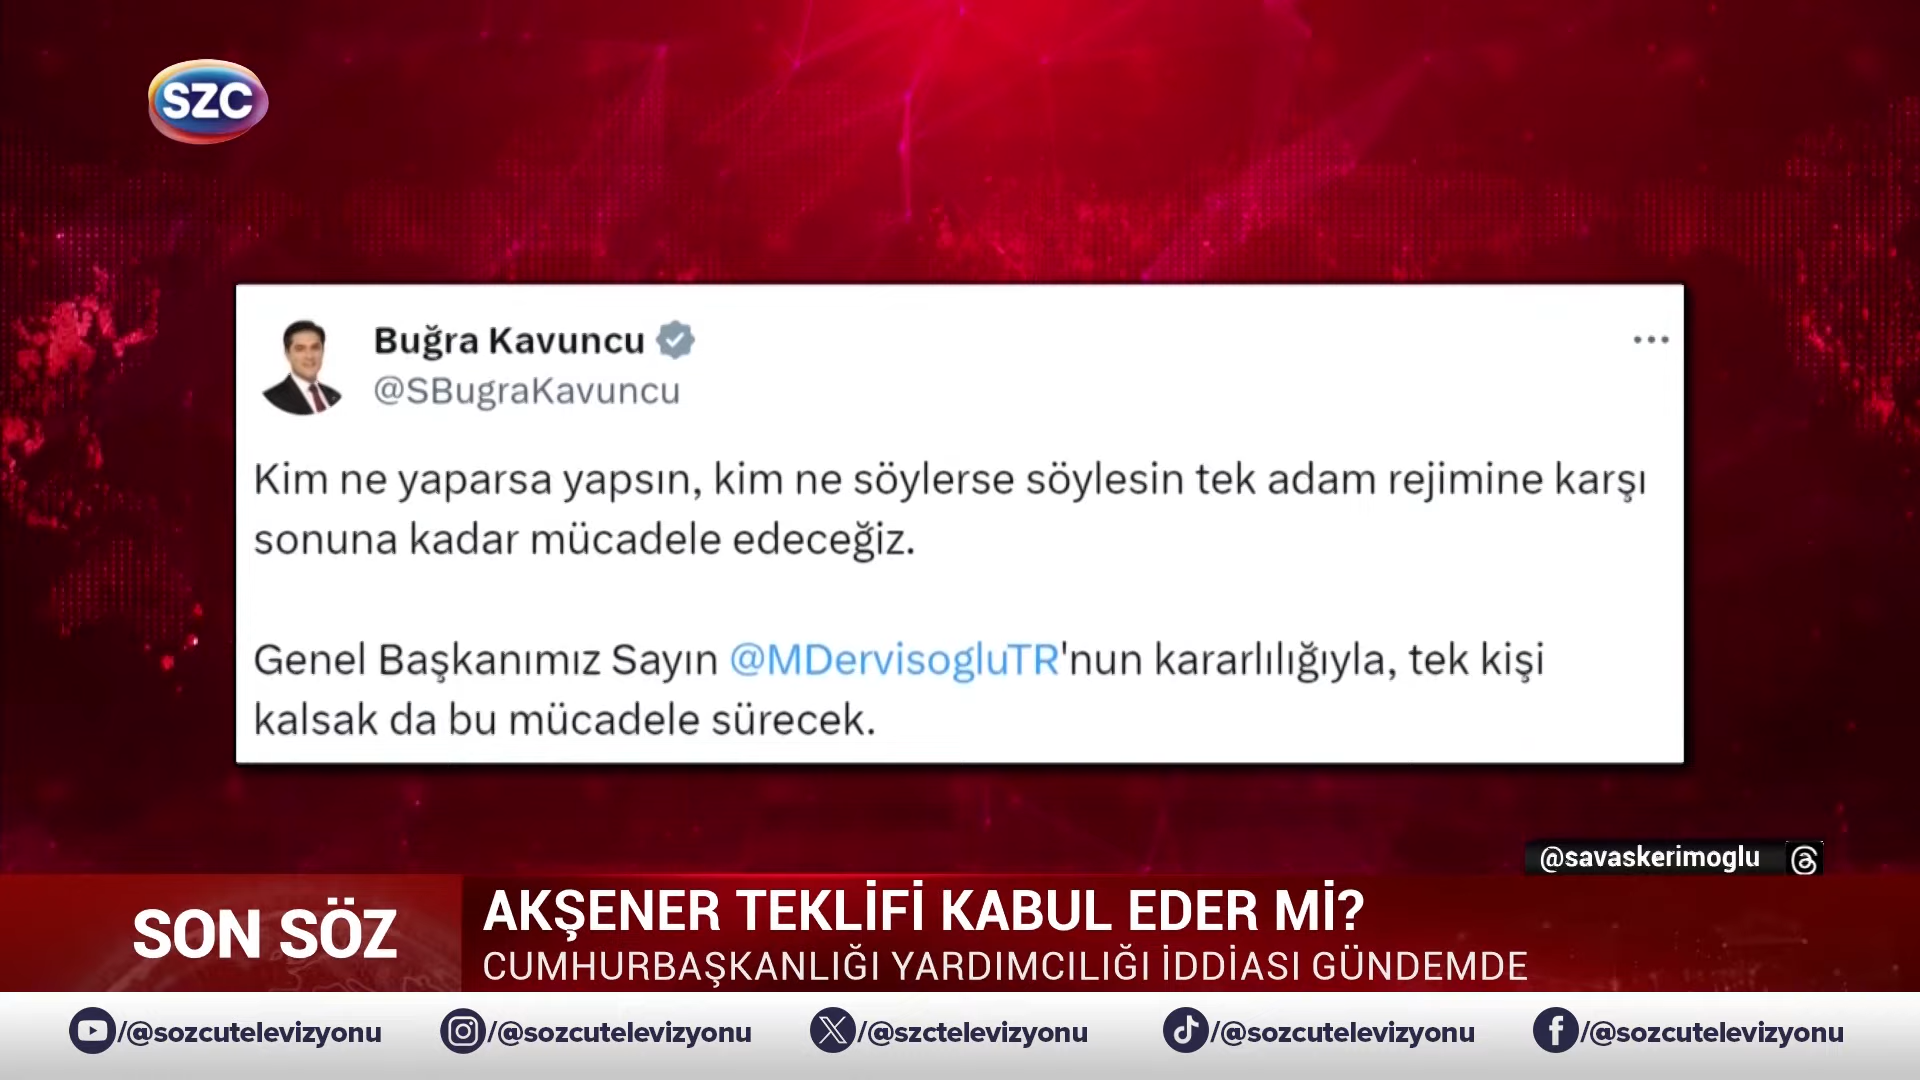 SZC
Buğra Kavuncu
@SBugraKavuncu
Kim ne yaparsa yapsın, kim ne söylerse söylesin tek adam rejimine karşı
sonuna kadar mücadele edeceğiz.
Genel Başkanımız Sayın @MDervisogluTR'nun kararlılığıyla, tek kişi
kalsak da bu mücadele sürecek.
@savaskerimoglu
SON SÖZ
AKŞENER TEKLİFİ KABUL EDER Mİ?
CUMHURBAŞKANLIĞI YARDIMCILIĞI İDDİASI GÜNDEMDE
/@sozcutelevizyonu /@sozcutelevizyonu /@szctelevizyonu /@sozcutelevizyonu /@sozcutelevizyonu